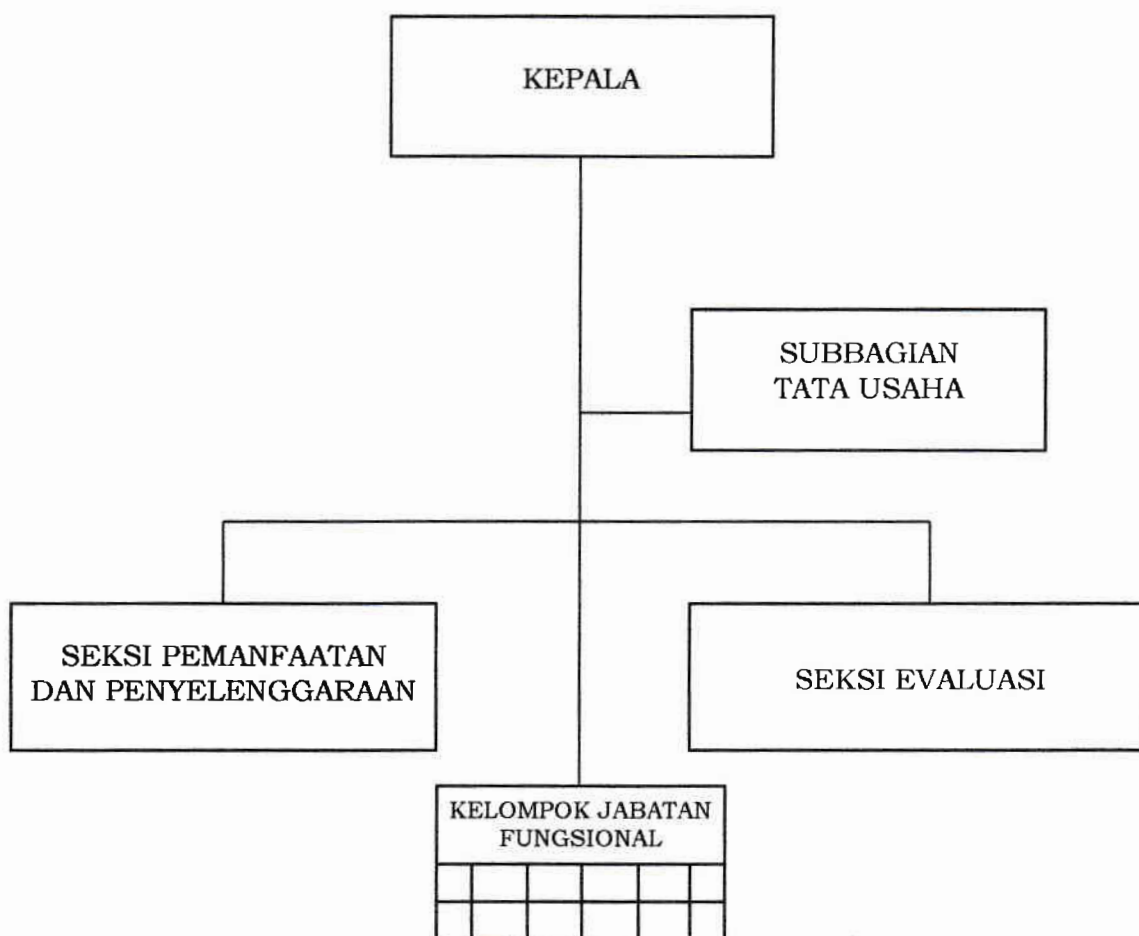 KEPALA
SUBBAGIAN
TATA USAHA
SEKSI PEMANFAATAN
DAN PENYELENGGARAAN
SEKSI EVALUASI
KELOMPOK JABATAN
FUNGSIONAL